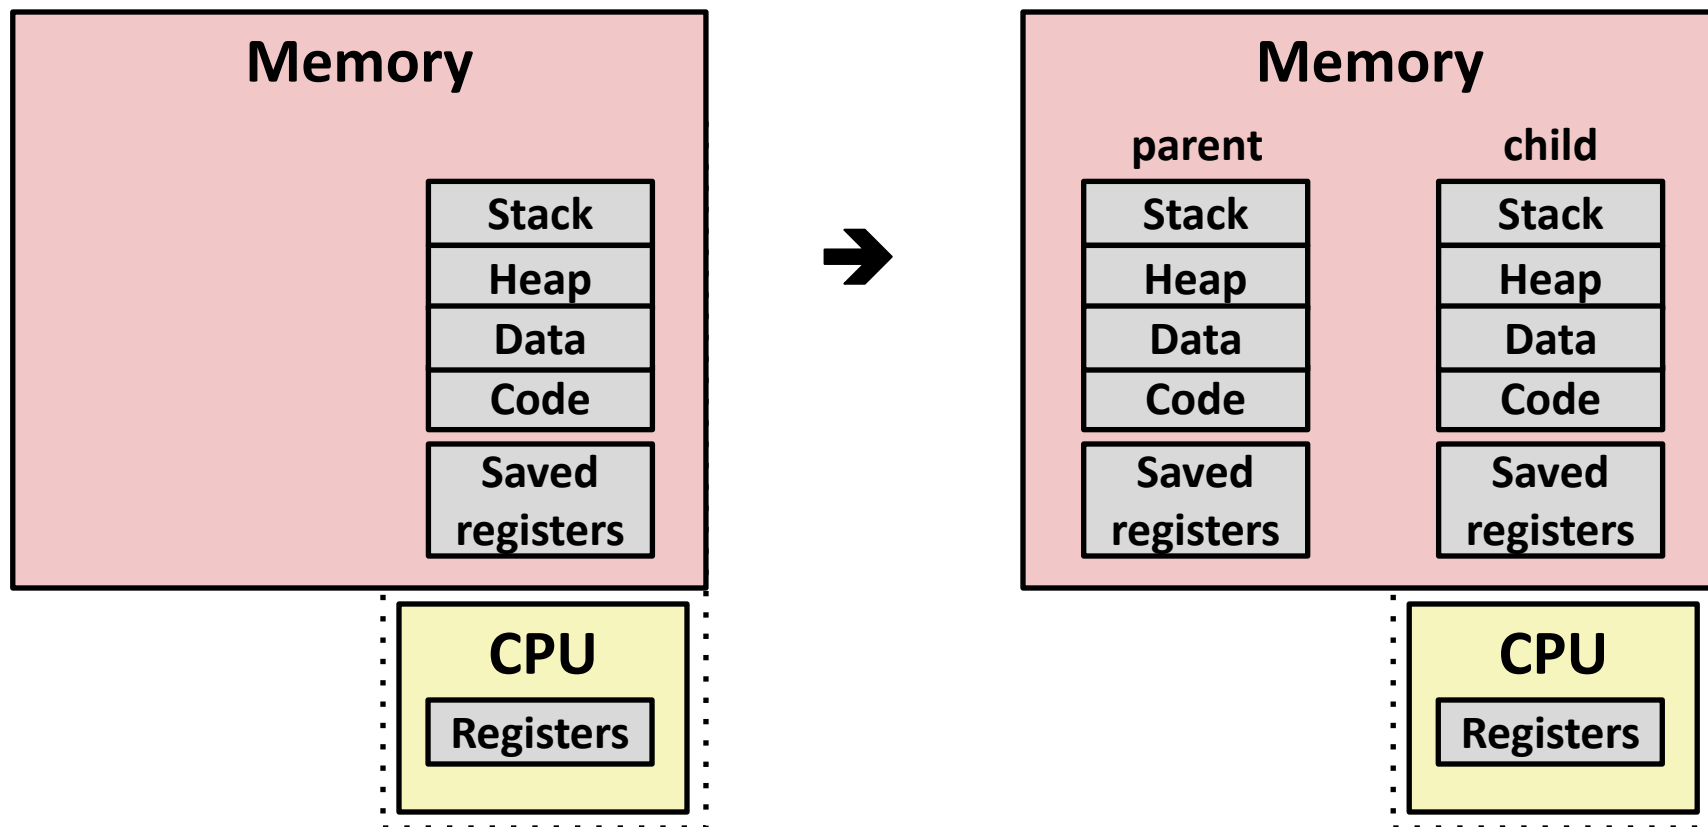 Memory
Stack
Heap
Data
Code
Saved
registers
CPU
Registers
➔
Memory
parent
child
Stack
Heap
Data
Code
Saved
registers
Stack
Heap
Data
Code
Saved
registers
CPU
Registers